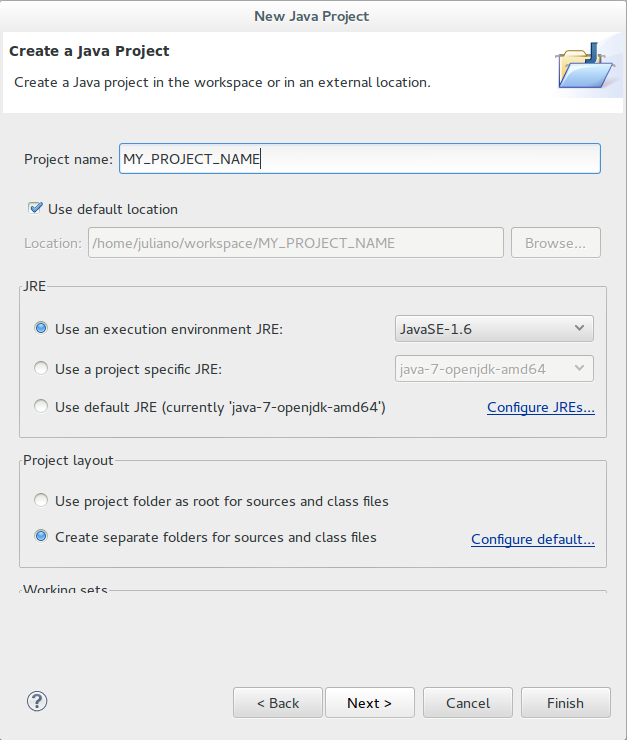 New Java Project
Create a Java Project
Create a Java project in the workspace or in an external location.
Project name: MY_PROJECT_NAME
Use default location
Location: /home/juliano/workspace/MY_PROJECT_NAME Browse...
JRE
Use an execution environment JRE: JavaSE-1.6
Use a project specific JRE: java-7-openjdk-amd64
Use default JRE (currently 'java-7-openjdk-amd64') Configure JREs...
Project layout
Use project folder as root for sources and class files
Create separate folders for sources and class files Configure default...
Working sets
? < Back Next > Cancel Finish